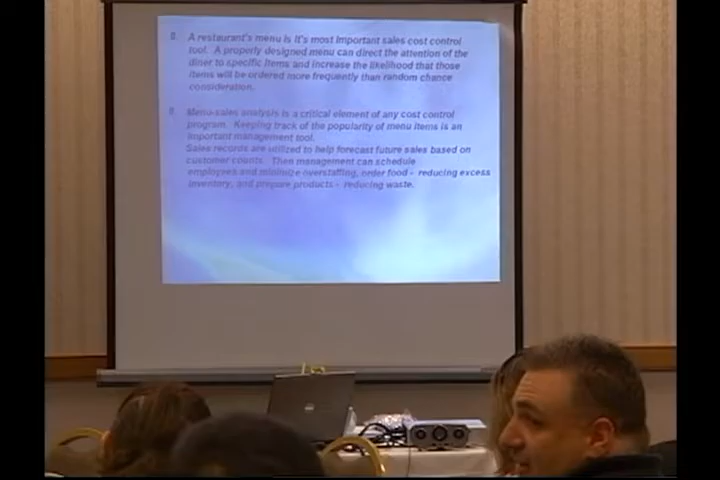 8. A restaurant's menu is it's most important sales cost control
tool. A properly designed menu can direct the attention of the
diner to specific items and increase the likelihood that those
items will be ordered more frequently than random chance
consideration.
9. Menu-sales analysis is a critical element of any cost control
program. Keeping track of the popularity of menu items is an
important management tool.
Sales records are utilized to help forecast future sales based on
customer counts. Then management can schedule
employees and minimize overstaffing, order food - reducing excess
inventory, and prepare products - reducing waste.